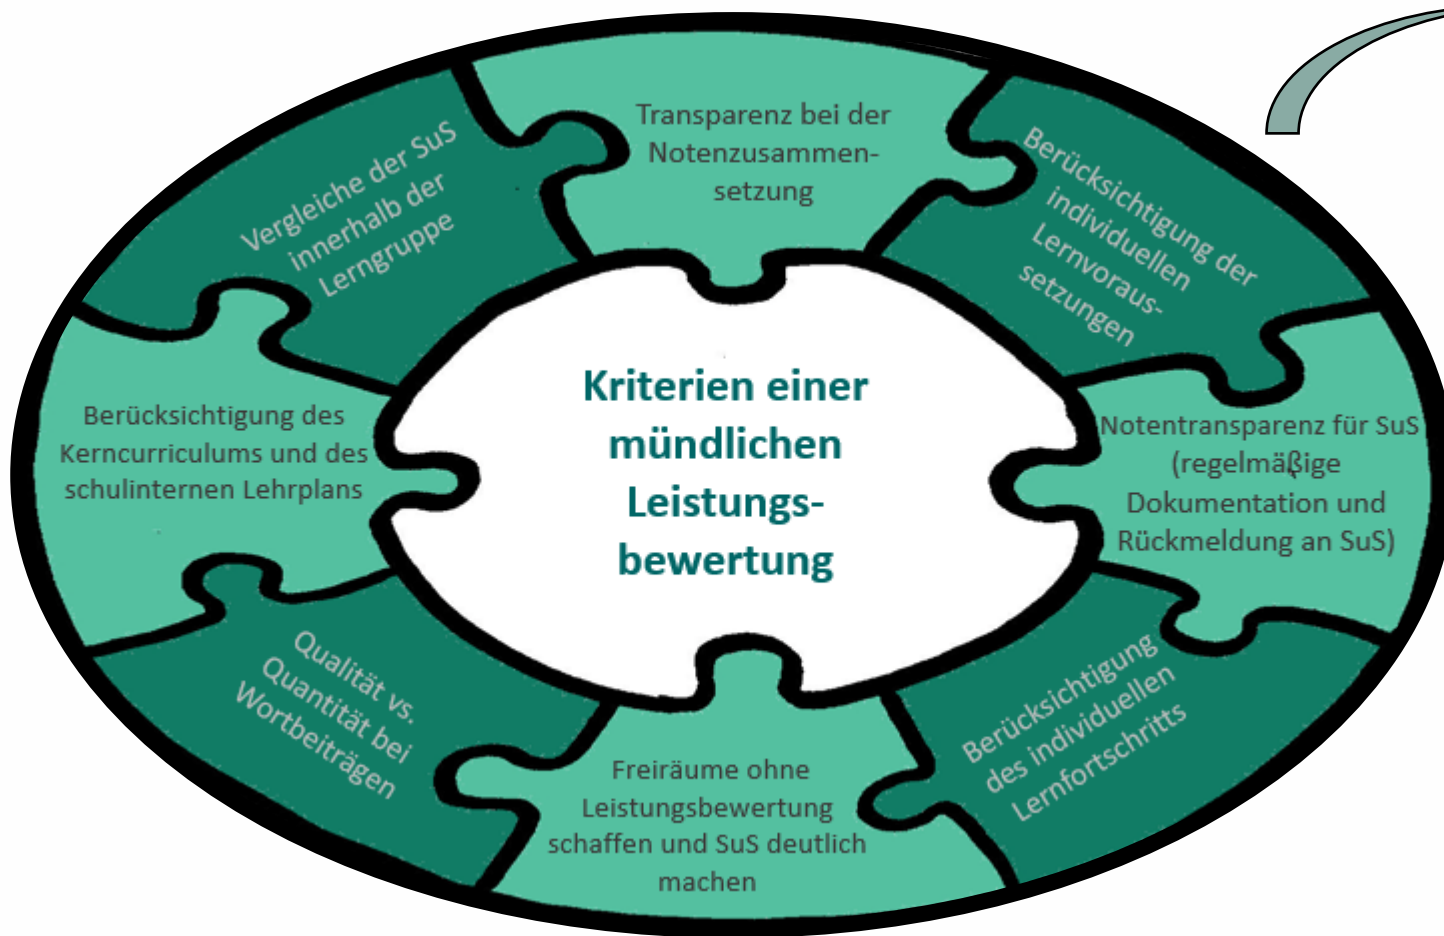 Transparenz bei der
Notenzusammen-
setzung
Berücksichtigung der
individuellen
Lernvoraus-
setzungen
Notentransparenz für SuS
(regelmäßige
Dokumentation und
Rückmeldung an SuS)
Berücksichtigung
des individuellen
Lernfortschritts
Freiräume ohne
Leistungsbewertung
schaffen und SuS deutlich
machen
Qualität vs.
Quantität bei
Wortbeiträgen
Berücksichtigung des
Kerncurriculums und des
schulinternen Lehrplans
Vergleiche der SuS
innerhalb der
Lerngruppe
Kriterien einer
mündlichen
Leistungs-
bewertung